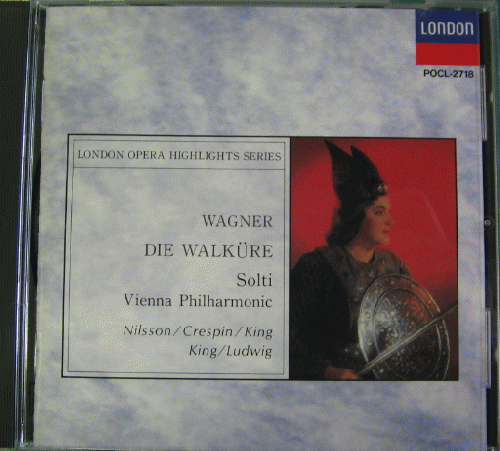 LONDON
POCL-2718
LONDON OPERA HIGHLIGHTS SERIES
WAGNER
DIE WALKÜRE
Solti
Vienna Philharmonic
Nilsson/Crespin/King
King/Ludwig